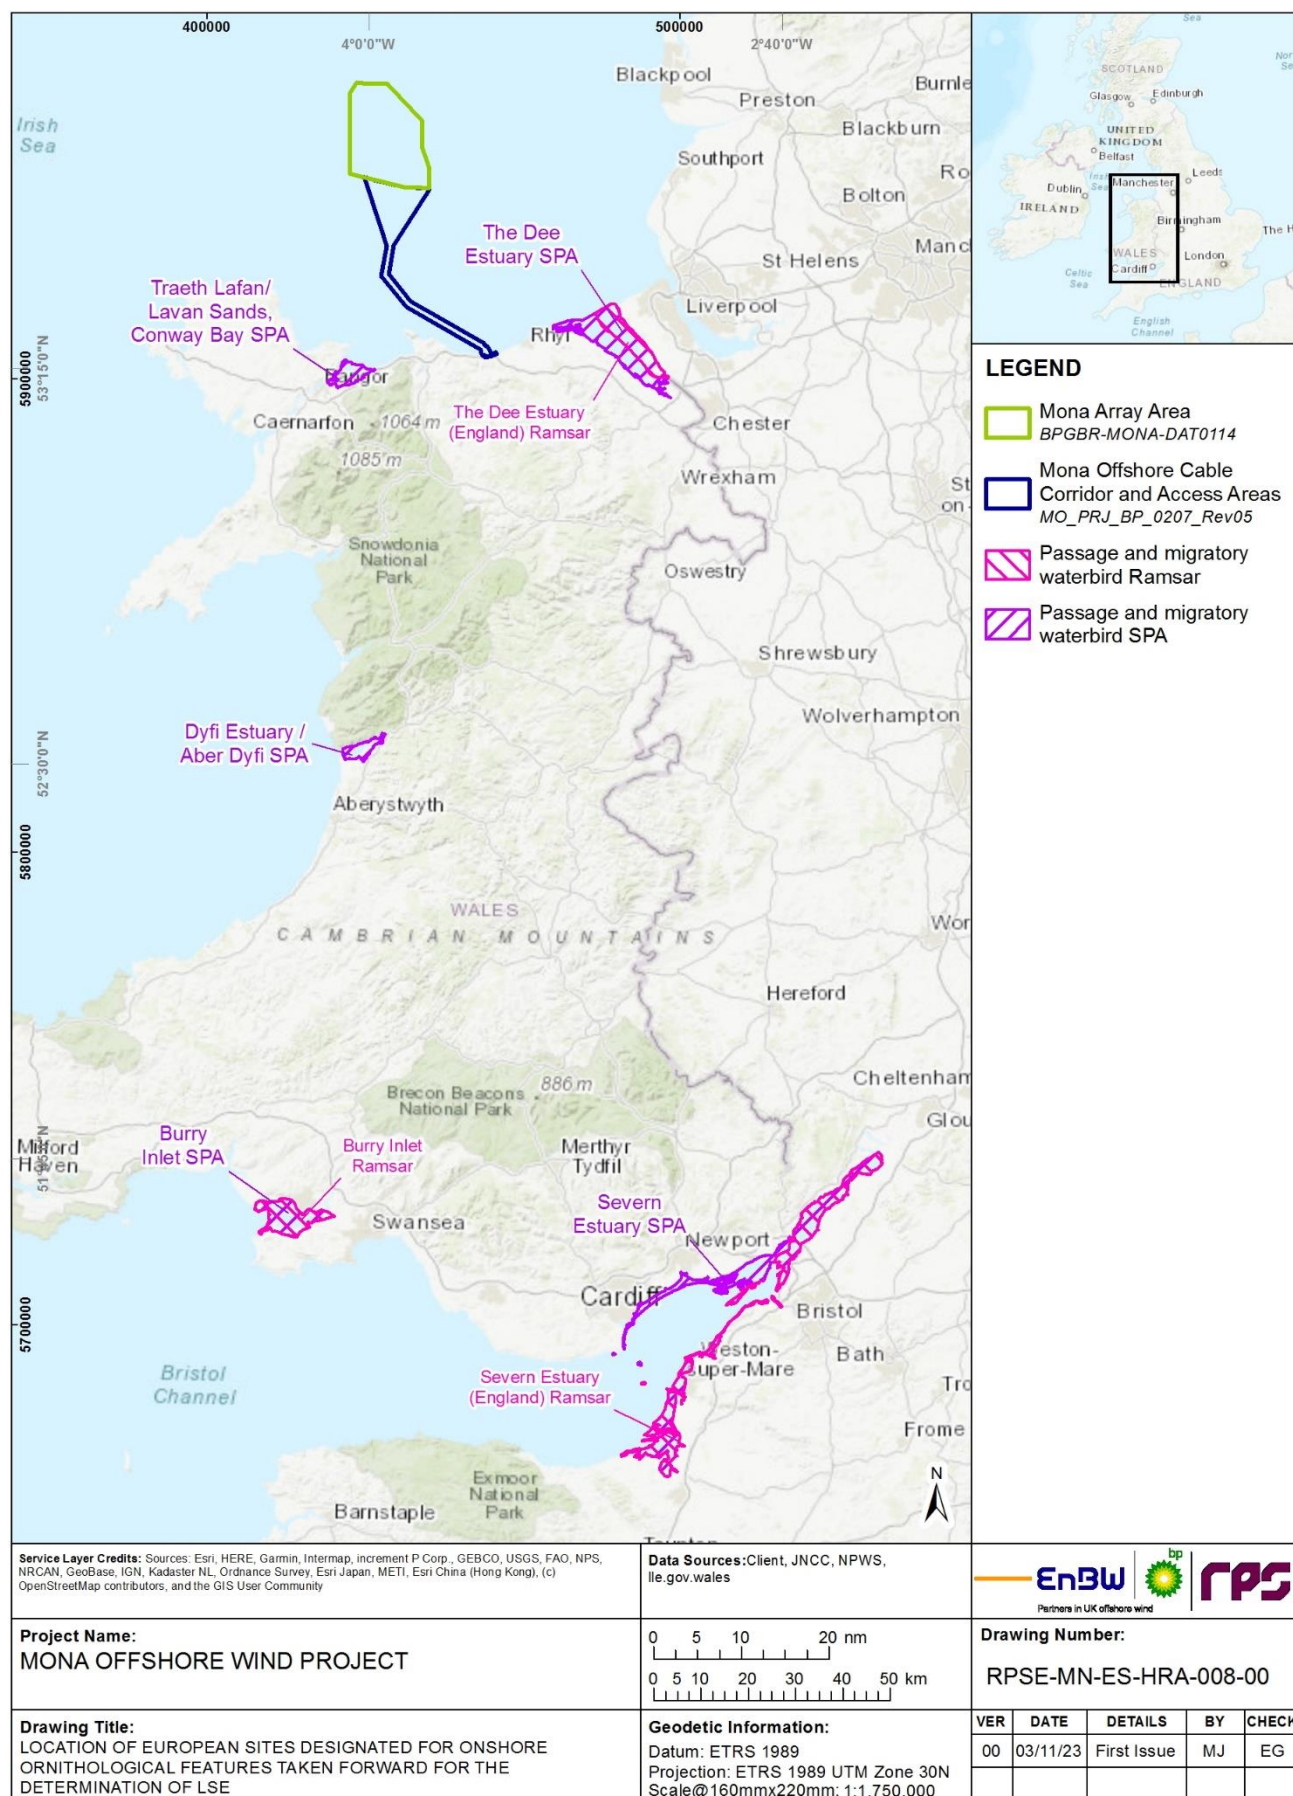 400000
500000
4°0'0"W
2°40'0"W
Irish
Sea
Blackpool
Preston
Burnle
Blackburn
Southport
Ro
Bolton
Manc
St Helens
The Dee
Estuary SPA
Liverpool
Traeth Lafan/
Lavan Sands,
Conway Bay SPA
Rhyl
5900000
53°15'0"N
Bangor
Caernarfon
1064 m
The Dee Estuary
(England) Ramsar
Chester
1085 m
Wrexham
St
on
Snowdonia
National
Park
Oswestry
Shrewsbury
Wolverhampton
Dyfi Estuary /
Aber Dyfi SPA
52°30'0"N
Aberystwyth
5800000
WALES
CAMBRIAN MOUNTAINS
Wor
Hereford
Cheltenham
Brecon Beacons
National Park
886 m
Glou
Milford
Haven
Burry
Inlet SPA
Burry Inlet
Ramsar
Merthyr
Tydfil
Swansea
Severn
Estuary SPA
Newport
Cardiff
Bristol
5700000
Weston-
super-Mare
Bath
Bristol
Channel
Severn Estuary
(England) Ramsar
Tro
Frome
Exmoor
National
Park
Barnstaple
Taunton
N
Sea
Nor
Se
SCOTLAND
Glasgow
Edinburgh
UNITED
KINGDOM
Belfast
Leeds
Dublin
Manchester
IRELAND
Birmingham
The H
WALES
London
Cardiff
ENGLAND
Celtic
Sea
English
Channel
LEGEND
Mona Array Area
BPGBR-MONA-DAT0114
Mona Offshore Cable
Corridor and Access Areas
MO_PRJ_BP_0207_Rev05
Passage and migratory
waterbird Ramsar
Passage and migratory
waterbird SPA
Service Layer Credits: Sources: Esri, HERE, Garmin, Intermap, increment P Corp., GEBCO, USGS, FAO, NPS,
NRCAN, GeoBase, IGN, Kadaster NL, Ordnance Survey, Esri Japan, METI, Esri China (Hong Kong), (c)
OpenStreetMap contributors, and the GIS User Community
Data Sources:Client, JNCC, NPWS,
lle.gov.wales
EnBW
bp
rps
Partners in UK offshore wind
Project Name:
MONA OFFSHORE WIND PROJECT
0 5 10 20 nm
0 5 10 20 30 40 50 km
Drawing Number:
RPSE-MN-ES-HRA-008-00
Drawing Title:
LOCATION OF EUROPEAN SITES DESIGNATED FOR ONSHORE
ORNITHOLOGICAL FEATURES TAKEN FORWARD FOR THE
DETERMINATION OF LSE
Geodetic Information:
Datum: ETRS 1989
Projection: ETRS 1989 UTM Zone 30N
Scale@160mmx220mm: 1:1,750,000
VER DATE DETAILS BY CHECK
00 03/11/23 First Issue MJ EG